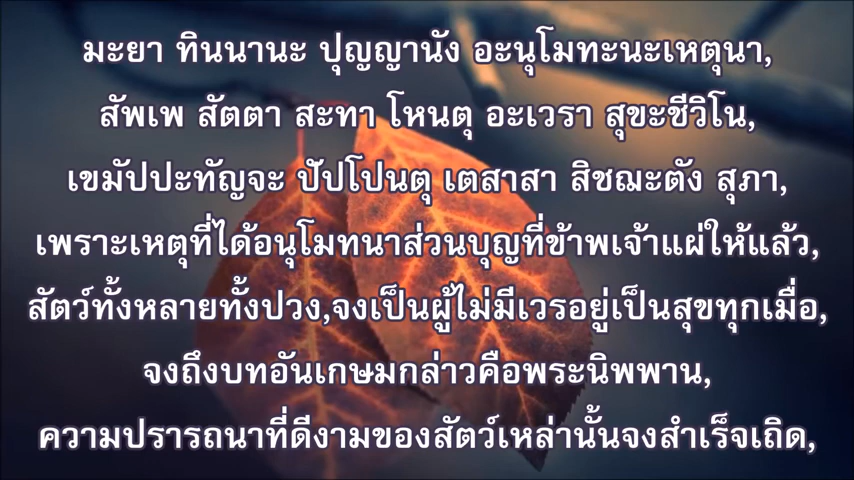 มะยา ทินนานะ ปุญญานัง อะนุโมทะนะเหตุนา,
สัพเพ สัตตา สะทา โหนตุ อะเวรา สุขะชีวิโน,
เขมัปปะทัญจะ ปัปโปนตุ เตสาสา สิชฌะตัง สุภา,
เพราะเหตุที่ได้อนุโมทนาส่วนบุญที่ข้าพเจ้าแผ่ให้แล้ว,
สัตว์ทั้งหลายทั้งปวง,จงเป็นผู้ไม่มีเวรอยู่เป็นสุขทุกเมื่อ,
จงถึงบทอันเกษมกล่าวคือพระนิพพาน,
ความปรารถนาที่ดีงามของสัตว์เหล่านั้นจงสำเร็จเถิด,